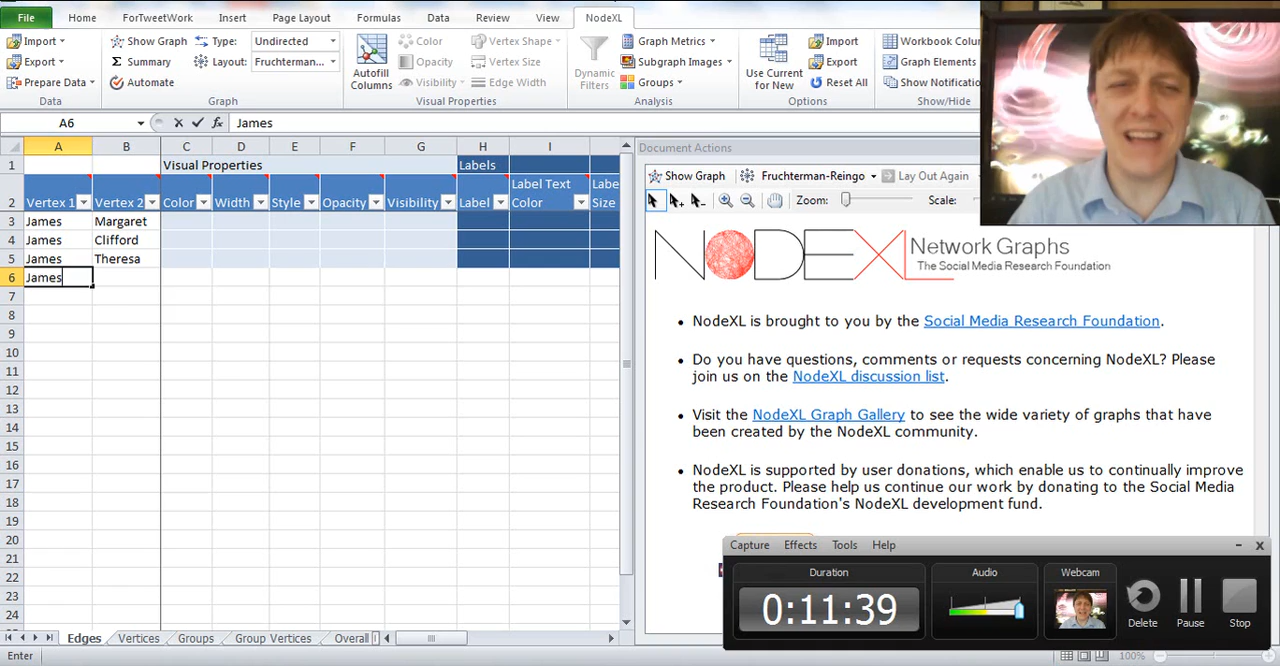 File Home ForTweetWork Insert Page Layout Formulas Data Review View NodeXL
Import Show Graph Type: Undirected Color Vertex Shape Graph Metrics Import Workbook Colu
Export Summary Layout: Fruchterman... Opacity Vertex Size Subgraph Images Export Graph Elements
Prepare Data Automate Autofill Columns Visibility Edge Width Dynamic Filters Groups Use Current for New Reset All Show Notificatio
Data Graph Visual Properties Analysis Options Show/Hide
A6 fx James
A B C D E F G H I
1 Visual Properties Labels
2 Vertex 1 Vertex 2 Color Width Style Opacity Visibility Label Label Text Color Labe Size
3 James Margaret
4 James Clifford
5 James Theresa
6 James
7
8
9
10
11
12
13
14
15
16
17
18
19
20
21
22
23
24
Edges Vertices Groups Group Vertices Overall
Enter 100%
Document Actions
Show Graph Fruchterman-Reingo Lay Out Again
Zoom: Scale:
NODEXL Network Graphs
The Social Media Research Foundation
• NodeXL is brought to you by the Social Media Research Foundation.
• Do you have questions, comments or requests concerning NodeXL? Please
join us on the NodeXL discussion list.
• Visit the NodeXL Graph Gallery to see the wide variety of graphs that have
been created by the NodeXL community.
• NodeXL is supported by user donations, which enable us to continually improve
the product. Please help us continue our work by donating to the Social Media
Research Foundation's NodeXL development fund.
Capture Effects Tools Help
Duration Audio Webcam
0:11:39 Delete Pause Stop